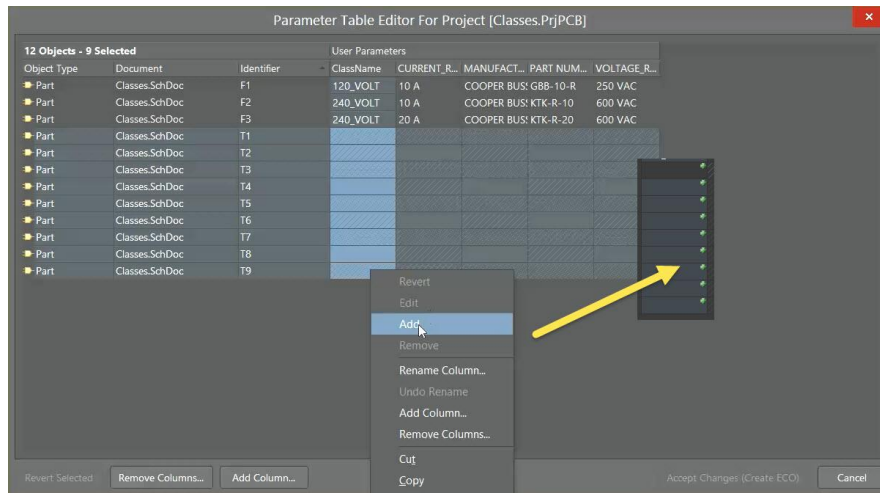 Parameter Table Editor For Project [Classes.PrjPCB]
12 Objects - 9 Selected User Parameters
Object Type Document Identifier ClassName CURRENT_R... MANUFACT... PART NUM... VOLTAGE_R...
Part Classes.SchDoc F1 120_VOLT 10 A COOPER BUS: GBB-10-R 250 VAC
Part Classes.SchDoc F2 240_VOLT 10 A COOPER BUS: KTK-R-10 600 VAC
Part Classes.SchDoc F3 240_VOLT 20 A COOPER BUS: KTK-R-20 600 VAC
Part Classes.SchDoc T1
Part Classes.SchDoc T2
Part Classes.SchDoc T3
Part Classes.SchDoc T4
Part Classes.SchDoc T5
Part Classes.SchDoc T6
Part Classes.SchDoc T7
Part Classes.SchDoc T8
Part Classes.SchDoc T9
Revert
Edit
Add
Remove
Rename Column...
Undo Rename
Add Column...
Remove Columns...
Cut
Copy
Revert Selected Remove Columns... Add Column... Accept Changes (Create ECO) Cancel